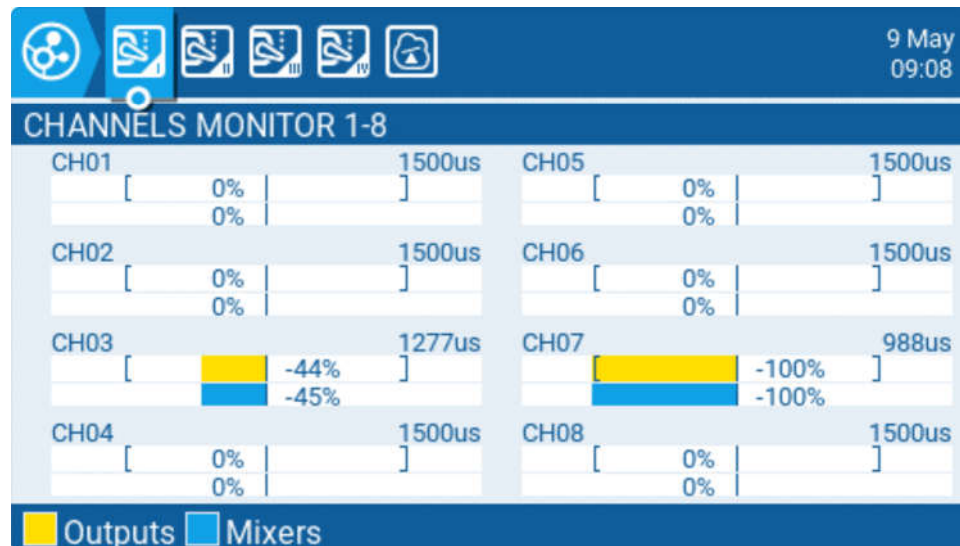 9 May
09:08
CHANNELS MONITOR 1-8
CH01 1500us
0%
0%
CH02 1500us
0%
0%
CH03 1277us
-44%
-45%
CH04 1500us
0%
0%
CH05 1500us
0%
0%
CH06 1500us
0%
0%
CH07 988us
-100%
-100%
CH08 1500us
0%
0%
Outputs Mixers